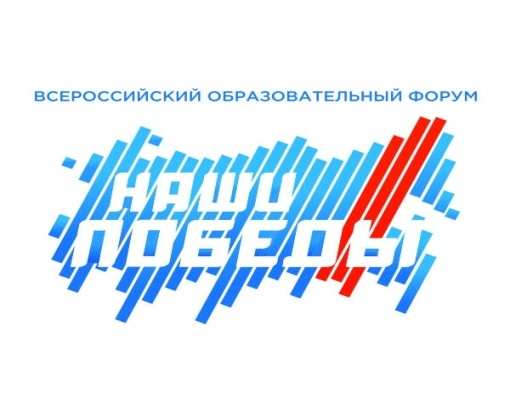 ВСЕРОССИЙСКИЙ ОБРАЗОВАТЕЛЬНЫЙ ФОРУМ
НАШИ
ПОБЕДЫ